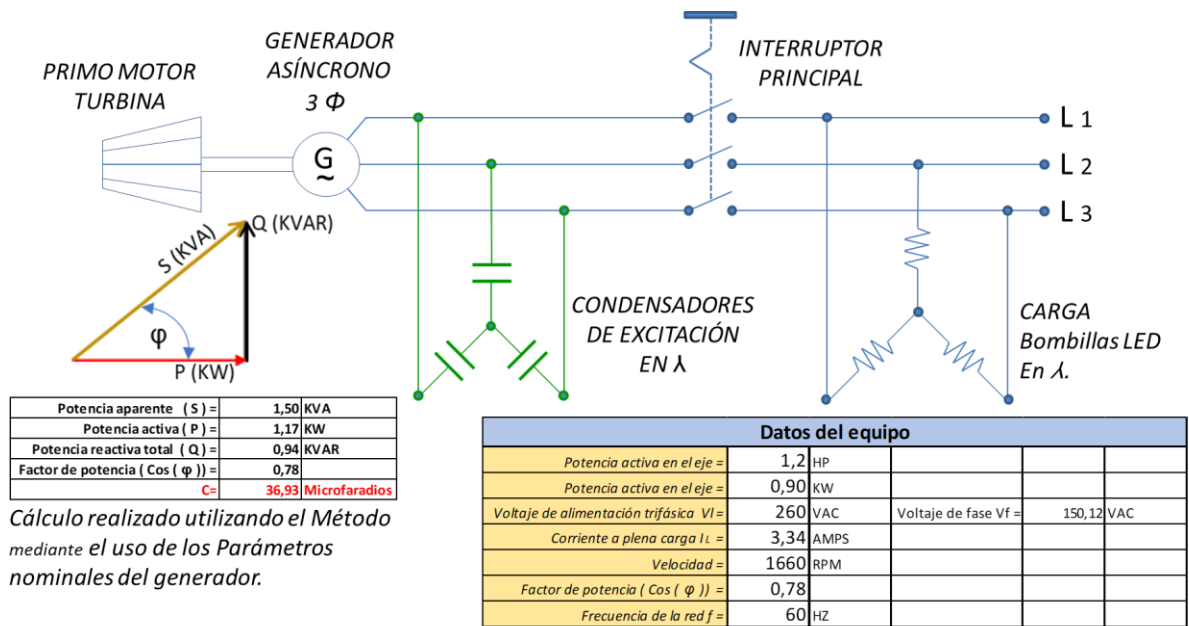 PRIMO MOTOR
TURBINA
GENERADOR
ASÍNCRONO
3 Φ
INTERRUPTOR
PRINCIPAL
G
~
L 1
L 2
L 3
S (KVA)
Q (KVAR)
φ
P (KW)
CONDENSADORES
DE EXCITACIÓN
EN ⅄
CARGA
Bombillas LED
En ⅄.
Potencia aparente ( S ) = 1,50 KVA
Potencia activa ( P ) = 1,17 KW
Potencia reactiva total ( Q ) = 0,94 KVAR
Factor de potencia ( Cos ( φ )) = 0,78
C= 36,93 Microfaradios
Cálculo realizado utilizando el Método
mediante el uso de los Parámetros
nominales del generador.
Datos del equipo
Potencia activa en el eje = 1,2 HP
Potencia activa en el eje = 0,90 KW
Voltaje de alimentación trifásica Vl = 260 VAC Voltaje de fase Vf = 150,12 VAC
Corriente a plena carga IL = 3,34 AMPS
Velocidad = 1660 RPM
Factor de potencia ( Cos ( φ )) = 0,78
Frecuencia de la red f = 60 HZ